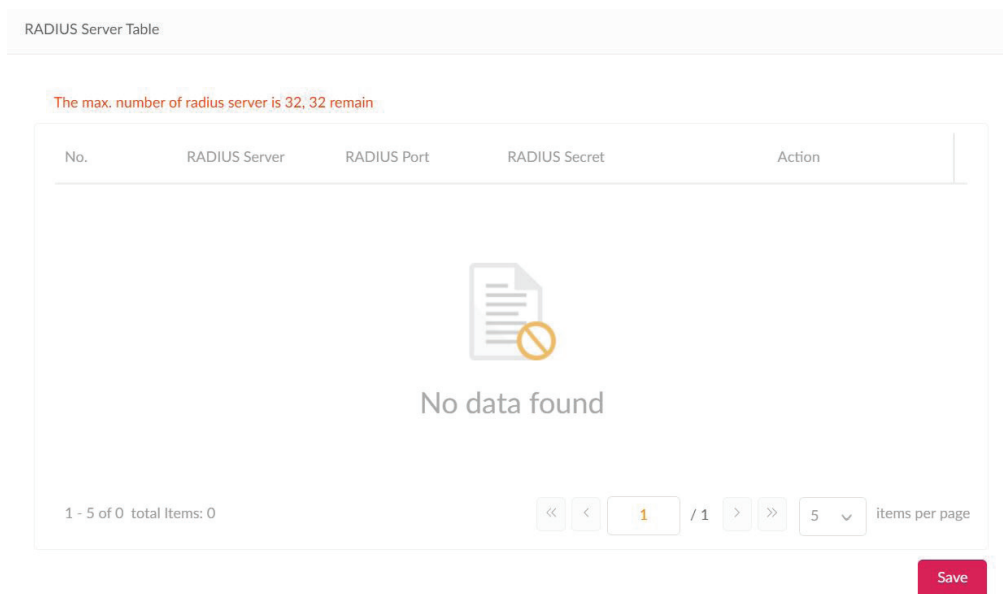 RADIUS Server Table
The max. number of radius server is 32, 32 remain
No. RADIUS Server RADIUS Port RADIUS Secret Action
No data found
1 - 5 of 0 total Items: 0 « < 1 / 1 > » 5 items per page
Save